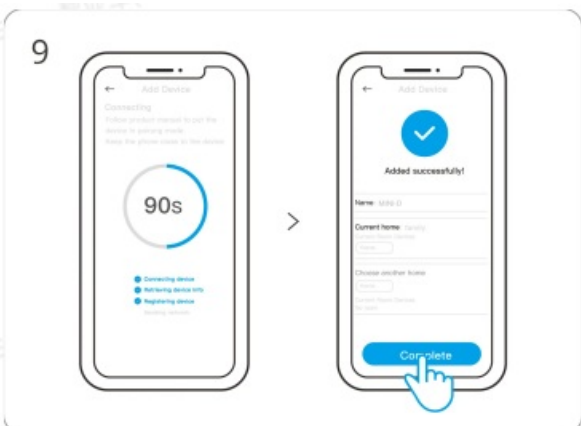 9
Add Device
Connecting
Follow product manual to put the
device in pairing mode
Keep the phone close to the device
90s
Connecting device
Retrieving device info
Registering device
>
Add Device
Added successfully!
Name MINI-D
Current home family
Choose another home
Complete